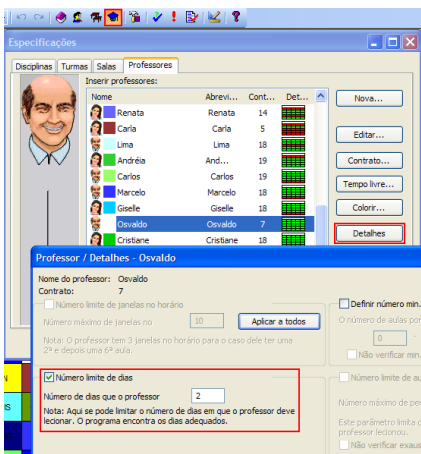 Especificações
Disciplinas Turmas Salas Professores
Inserir professores:
Nome Abrevi... Cont... Det...
Renata Renata 14
Carla Carla 5
Lima Lima 18
Andréia And... 19
Carlos Carlos 19
Marcelo Marcelo 18
Giselle Giselle 18
Osvaldo Osvaldo 7
Cristiane Cristiane 18
Nova...
Editar...
Contrato...
Tempo livre...
Colorir...
Detalhes
Professor / Detalhes - Osvaldo
Nome do professor: Osvaldo
Contrato: 7
Número limite de janelas no horário
Número máximo de janelas no 10 Aplicar a todos
Nota: O professor tem 3 janelas no horário para o caso dele ter uma
2ª e depois uma 6ª aula.
Definir número min.
O número de aulas por
0 -
Não verificar min.
Número limite de dias
Número de dias que o professor 2
Nota: Aqui se pode limitar o número de dias em que o professor deve
lecionar. O programa encontra os dias adequados.
Número limite de au
Número máximo de pe
Este parâmetro limita o
professor lecionou.
Não verificar exaus